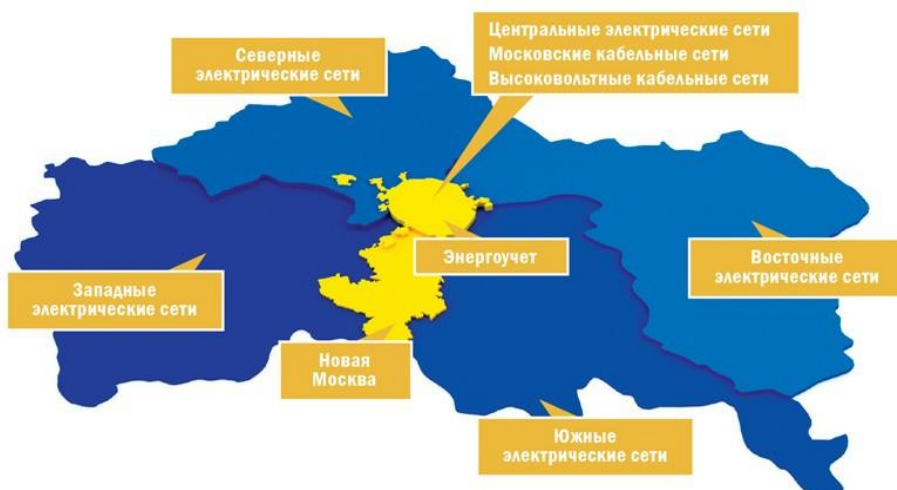 Центральные электрические сети
Московские кабельные сети
Высоковольтные кабельные сети
Северные
электрические сети
Энергоучет
Восточные
электрические сети
Западные
электрические сети
Новая
Москва
Южные
электрические сети